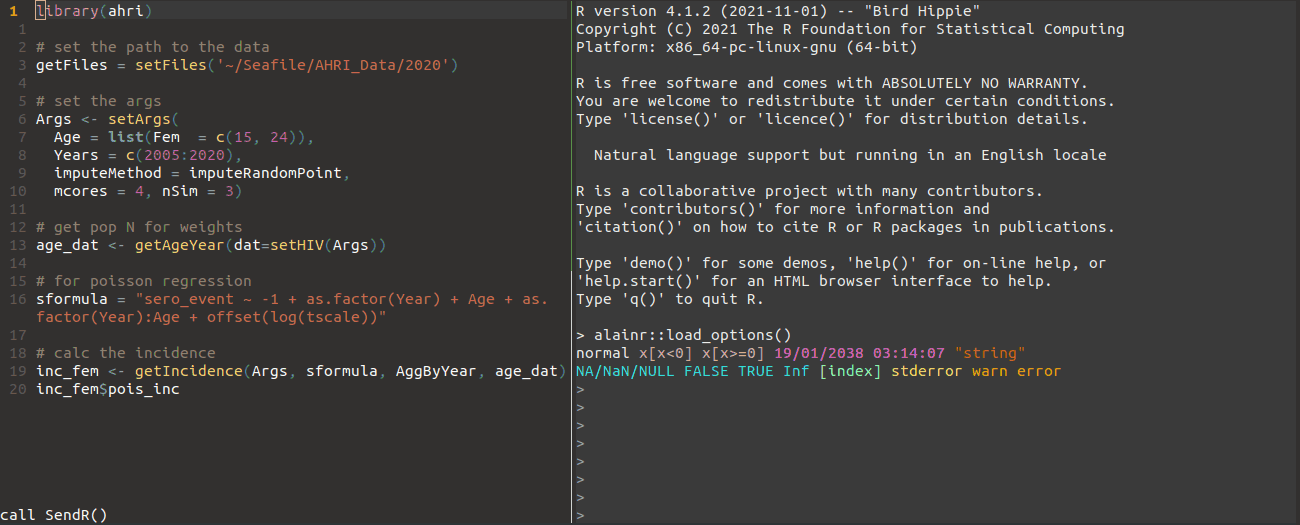 1 library(ahri)
1
2 # set the path to the data
3 getFiles = setFiles('~/Seafile/AHRI_Data/2020')
4
5 # set the args
6 Args <- setArgs(
7   Age = list(Fem  = c(15, 24)),
8   Years = c(2005:2020),
9   imputeMethod = imputeRandomPoint,
10   mcores = 4, nSim = 3)
11
12 # get pop N for weights
13 age_dat <- getAgeYear(dat=setHIV(Args))
14
15 # for poisson regression
16 sformula = "sero_event ~ -1 + as.factor(Year) + Age + as.
factor(Year):Age + offset(log(tscale))"
17
18 # calc the incidence
19 inc_fem <- getIncidence(Args, sformula, AggByYear, age_dat)
20 inc_fem$pois_inc
call SendR()
R version 4.1.2 (2021-11-01) -- "Bird Hippie"
Copyright (C) 2021 The R Foundation for Statistical Computing
Platform: x86_64-pc-linux-gnu (64-bit)
R is free software and comes with ABSOLUTELY NO WARRANTY.
You are welcome to redistribute it under certain conditions.
Type 'license()' or 'licence()' for distribution details.
  Natural language support but running in an English locale
R is a collaborative project with many contributors.
Type 'contributors()' for more information and
'citation()' on how to cite R or R packages in publications.
Type 'demo()' for some demos, 'help()' for on-line help, or
'help.start()' for an HTML browser interface to help.
Type 'q()' to quit R.
> alainr::load_options()
normal x[x<0] x[x>=0] 19/01/2038 03:14:07 "string"
NA/NaN/NULL FALSE TRUE Inf [index] stderror warn error
>
>
>
>
>
>
>
>